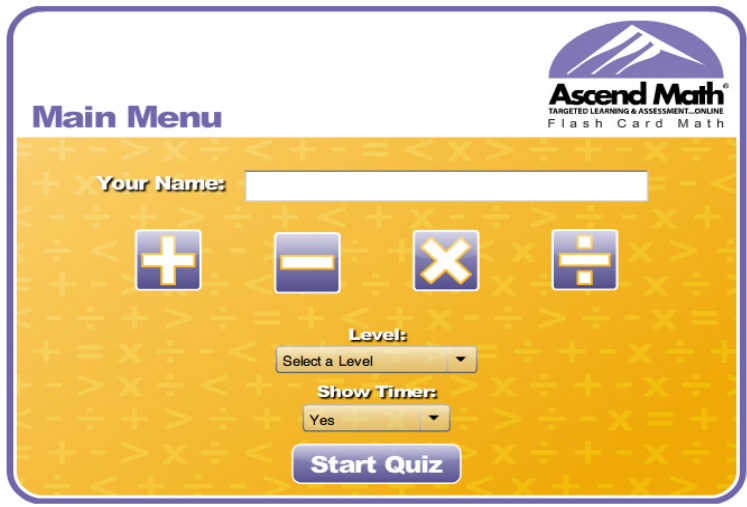 Ascend Math®
TARGETED LEARNING & ASSESSMENT...ONLINE
Flash Card Math
Main Menu
Your Name:
+ − × ÷
Level:
Select a Level
Show Timer:
Yes
Start Quiz